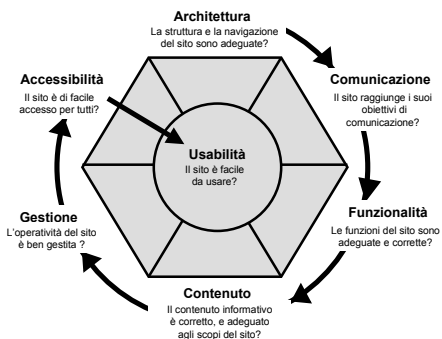 Architettura
La struttura e la navigazione
del sito sono adeguate?
Comunicazione
Il sito raggiunge i suoi
obiettivi di
comunicazione?
Funzionalità
Le funzioni del sito sono
adeguate e corrette?
Contenuto
Il contenuto informativo
è corretto, e adeguato
agli scopi del sito?
Gestione
L'operatività del sito
è ben gestita ?
Accessibilità
Il sito è di facile
accesso per tutti?
Usabilità
Il sito è facile
da usare?